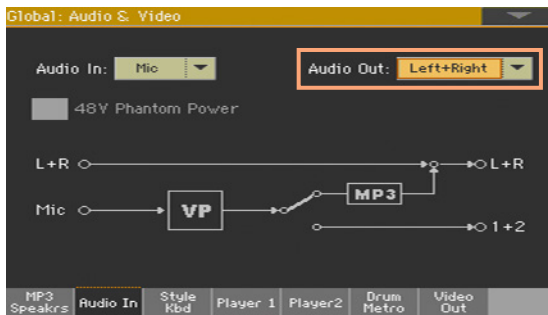 Global: Audio & Video
Audio In: Mic
Audio Out: Left+Right
48V Phantom Power
L+R
L+R
MP3
Mic
VP
1+2
MP3 Speakrs
Audio In
Style Kbd
Player 1
Player2
Drum Metro
Video Out